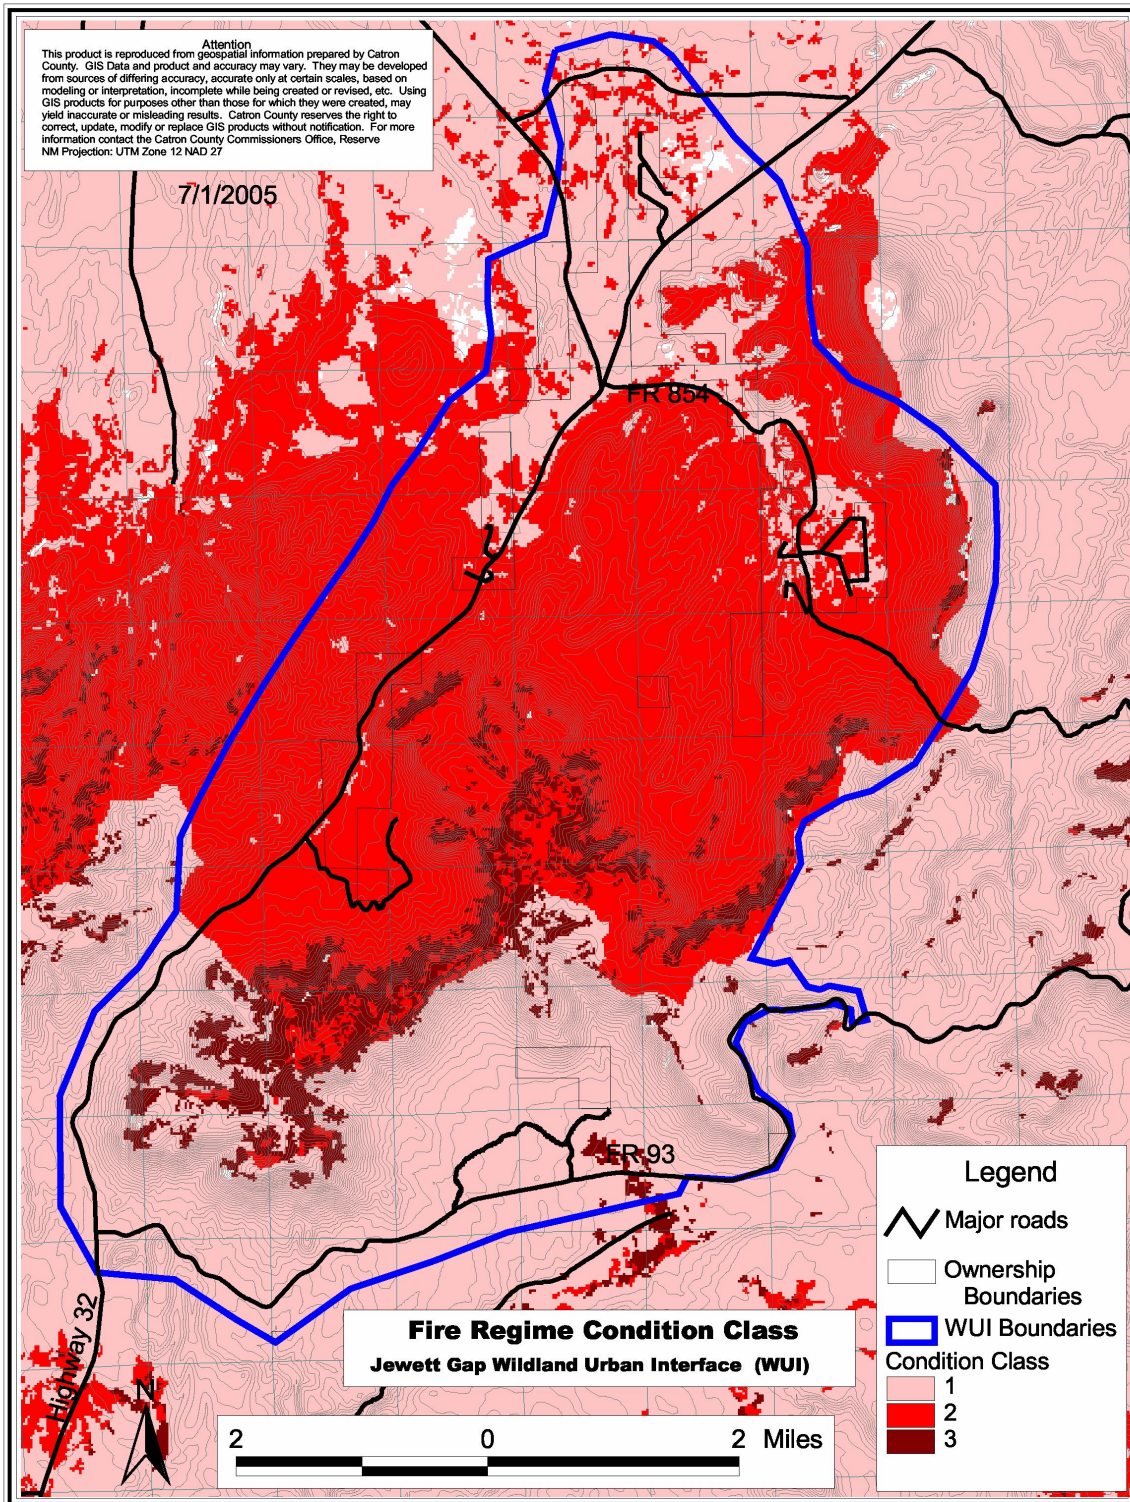 Attention
This product is reproduced from geospatial information prepared by Catron
County.  GIS Data and product and accuracy may vary.  They may be developed
from sources of differing accuracy, accurate only at certain scales, based on
modeling or interpretation, incomplete while being created or revised, etc.  Using
GIS products for purposes other than those for which they were created, may
yield inaccurate or misleading results.  Catron County reserves the right to
correct, update, modify or replace GIS products without notification.  For more
information contact the Catron County Commissioners Office, Reserve
NM Projection: UTM Zone 12 NAD 27
7/1/2005
FR 854
FR 93
Highway 32
N
Fire Regime Condition Class
Jewett Gap Wildland Urban Interface (WUI)
2 0 2 Miles
Legend
Major roads
Ownership
Boundaries
WUI Boundaries
Condition Class
1
2
3